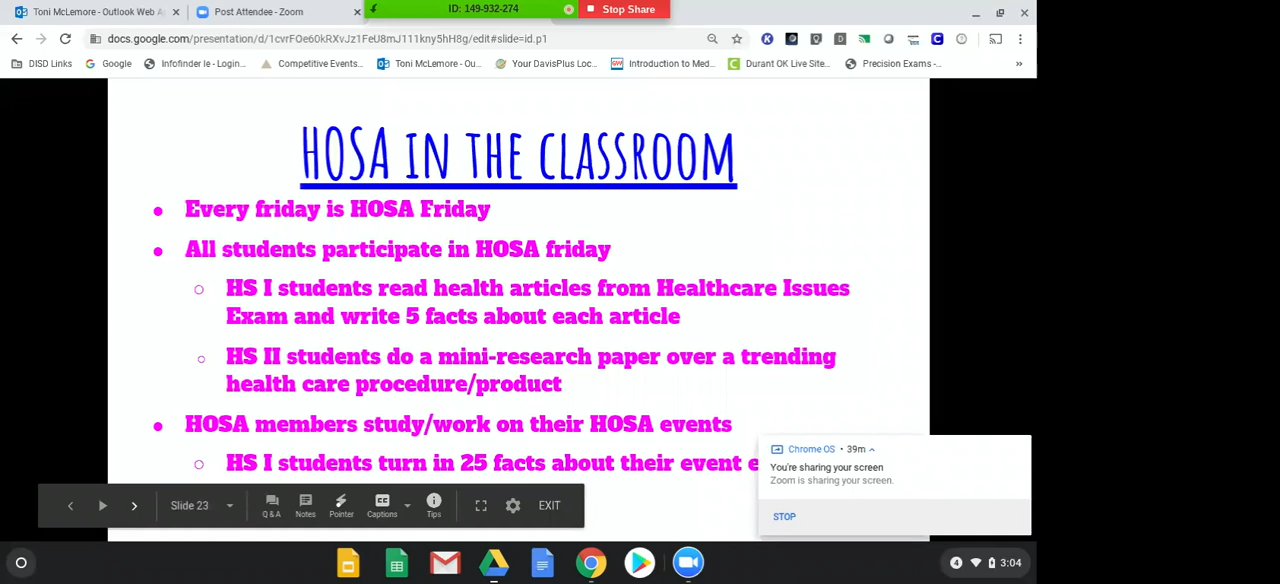 Toni McLemore - Outlook Web A
Post Attendee - Zoom
ID: 149-932-274
Stop Share
docs.google.com/presentation/d/1cvrFOe60kRXvJz1FeU8mJ111kny5hH8g/edit#slide=id.p1
DISD Links
Google
Infofinder le - Login...
Competitive Events...
Toni McLemore - Ou...
Your DavisPlus Loc...
Introduction to Med...
Durant OK Live Site...
Precision Exams -...
»
HOSA IN THE CLASSROOM
• Every friday is HOSA Friday
• All students participate in HOSA friday
○ HS I students read health articles from Healthcare Issues
Exam and write 5 facts about each article
○ HS II students do a mini-research paper over a trending
health care procedure/product
• HOSA members study/work on their HOSA events
○ HS I students turn in 25 facts about their event e
Chrome OS • 39m
You're sharing your screen
Zoom is sharing your screen.
STOP
Slide 23
Q & A
Notes
Pointer
CC
Captions
Tips
EXIT
4
3:04